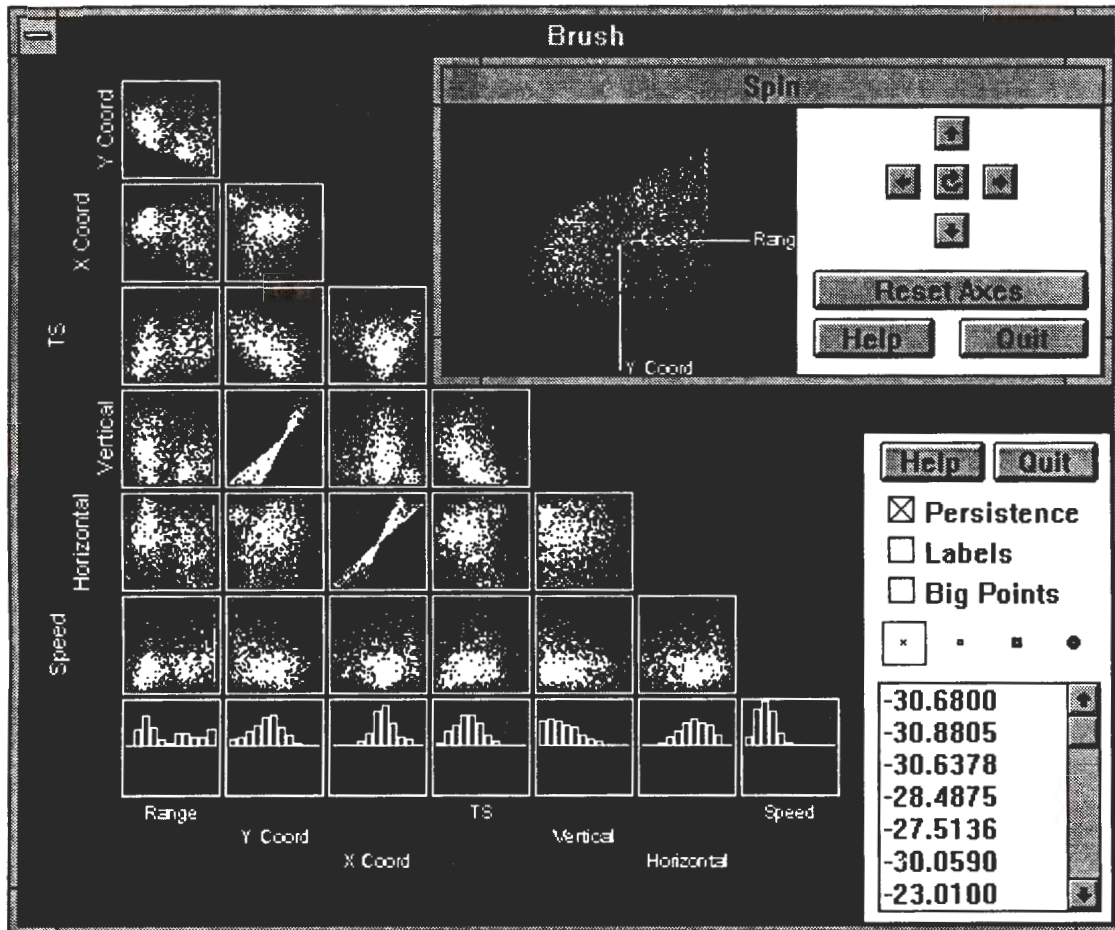 Brush
Spin
Y Coord
X Coord
TS
Vertical
Horizontal
Speed
Rang
Y Coord
Reset Axes
Help
Quit
Help
Quit
Persistence
Labels
Big Points
-30.6800
-30.8805
-30.6378
-28.4875
-27.5136
-30.0590
-23.0100
Range
Y Coord
X Coord
TS
Vertical
Horizontal
Speed